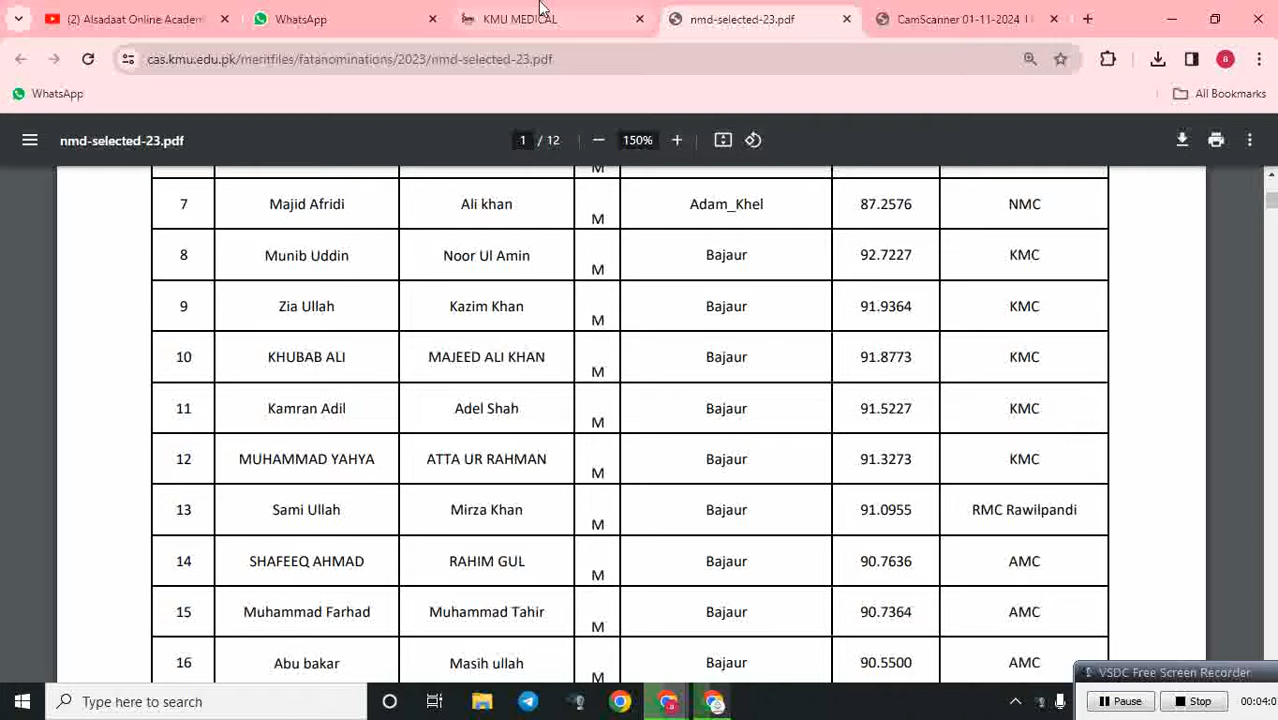 (2) Alsadaat Online Academ
WhatsApp
KMU MEDICAL
nmd-selected-23.pdf
CamScanner 01-11-2024 1
cas.kmu.edu.pk/meritfiles/fatanominations/2023/nmd-selected-23.pdf
a
WhatsApp
All Bookmarks
nmd-selected-23.pdf
1 / 12
150%
M
7 Majid Afridi Ali khan M Adam_Khel 87.2576 NMC
8 Munib Uddin Noor Ul Amin M Bajaur 92.7227 KMC
9 Zia Ullah Kazim Khan M Bajaur 91.9364 KMC
10 KHUBAB ALI MAJEED ALI KHAN M Bajaur 91.8773 KMC
11 Kamran Adil Adel Shah M Bajaur 91.5227 KMC
12 MUHAMMAD YAHYA ATTA UR RAHMAN M Bajaur 91.3273 KMC
13 Sami Ullah Mirza Khan M Bajaur 91.0955 RMC Rawilpandi
14 SHAFEEQ AHMAD RAHIM GUL M Bajaur 90.7636 AMC
15 Muhammad Farhad Muhammad Tahir M Bajaur 90.7364 AMC
16 Abu bakar Masih ullah M Bajaur 90.5500 AMC
VSDC Free Screen Recorder
Pause
Stop
00:04:0
Type here to search